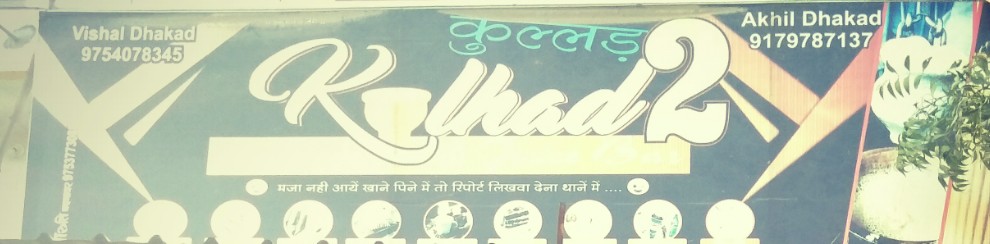 Vishal Dhakad
9754078345
कुल्लड़
Kulhad 2
Akhil Dhakad
9179787137
मजा नही आयें खाने पिने में तो रिपोर्ट लिखवा देना थानें में ....